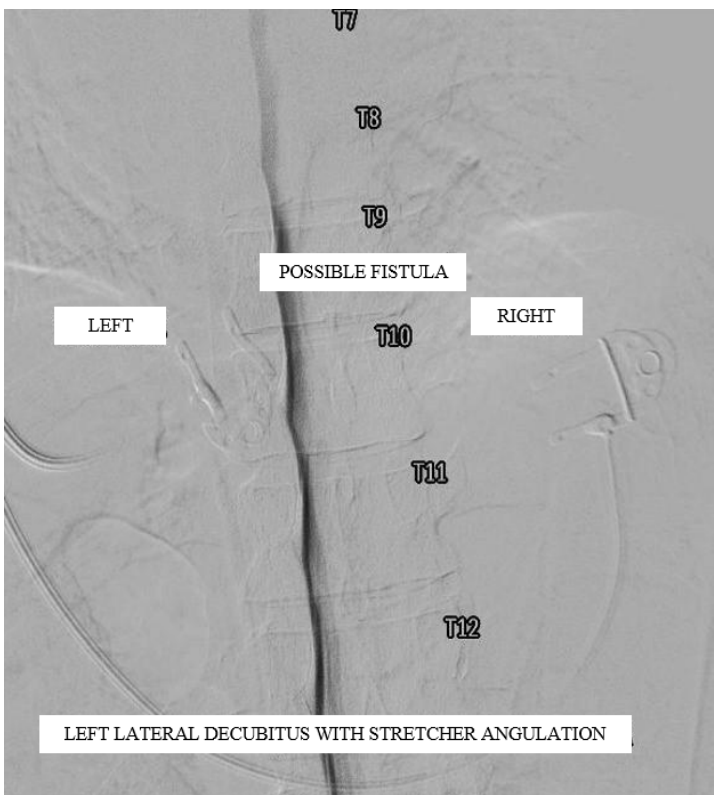 T7
T8
T9
POSSIBLE FISTULA
LEFT
RIGHT
T10
T11
T12
LEFT LATERAL DECUBITUS WITH STRETCHER ANGULATION